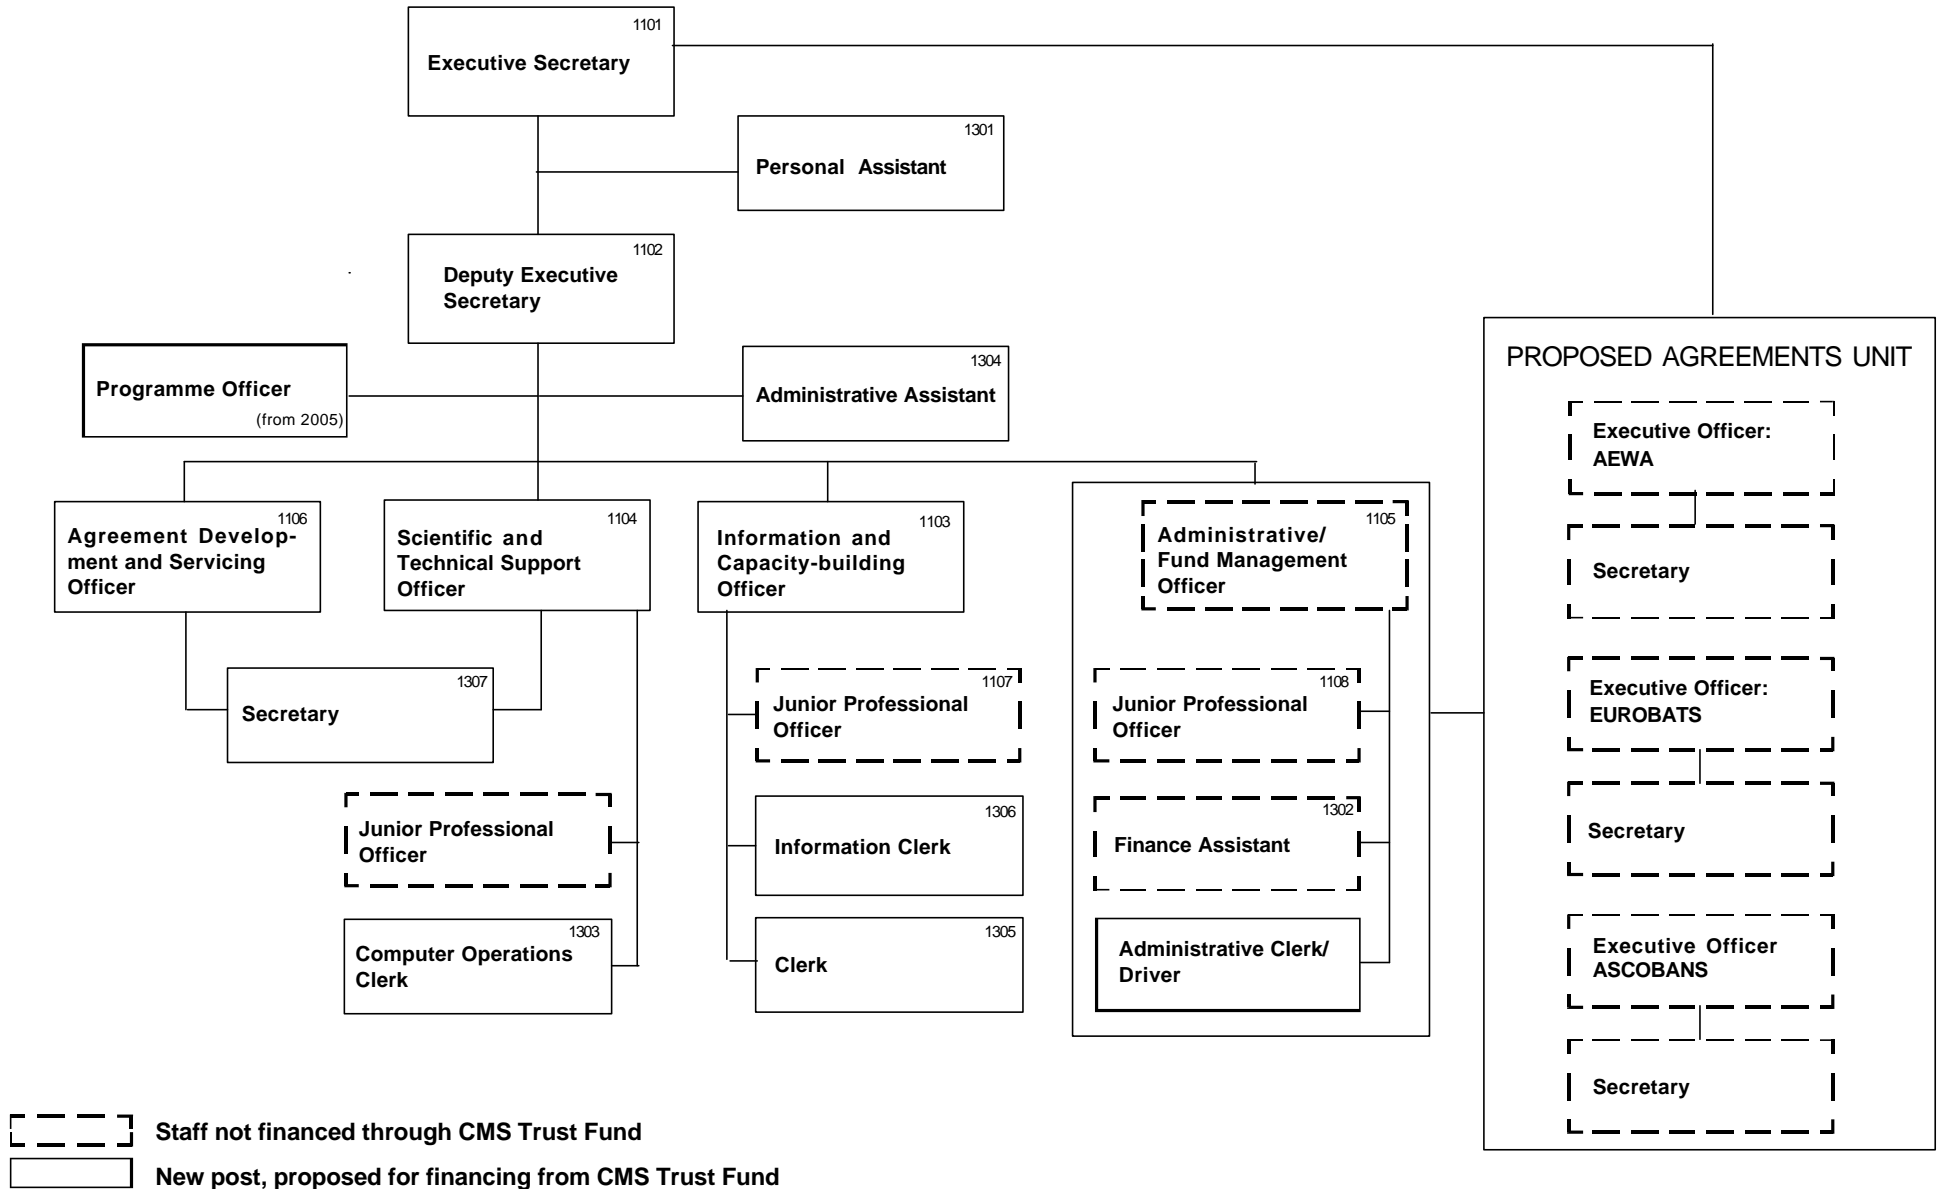 1101
Executive Secretary
1301
Personal Assistant
1102
Deputy Executive
Secretary
Programme Officer
(from 2005)
1304
Administrative Assistant
1106
Agreement Develop-
ment and Servicing
Officer
1104
Scientific and
Technical Support
Officer
1103
Information and
Capacity-building
Officer
1105
Administrative/
Fund Management
Officer
1307
Secretary
Junior Professional
Officer
1303
Computer Operations
Clerk
1107
Junior Professional
Officer
1306
Information Clerk
1305
Clerk
1108
Junior Professional
Officer
1302
Finance Assistant
Administrative Clerk/
Driver
PROPOSED AGREEMENTS UNIT
Executive Officer:
AEWA
Secretary
Executive Officer:
EUROBATS
Secretary
Executive Officer
ASCOBANS
Secretary
Staff not financed through CMS Trust Fund
New post, proposed for financing from CMS Trust Fund